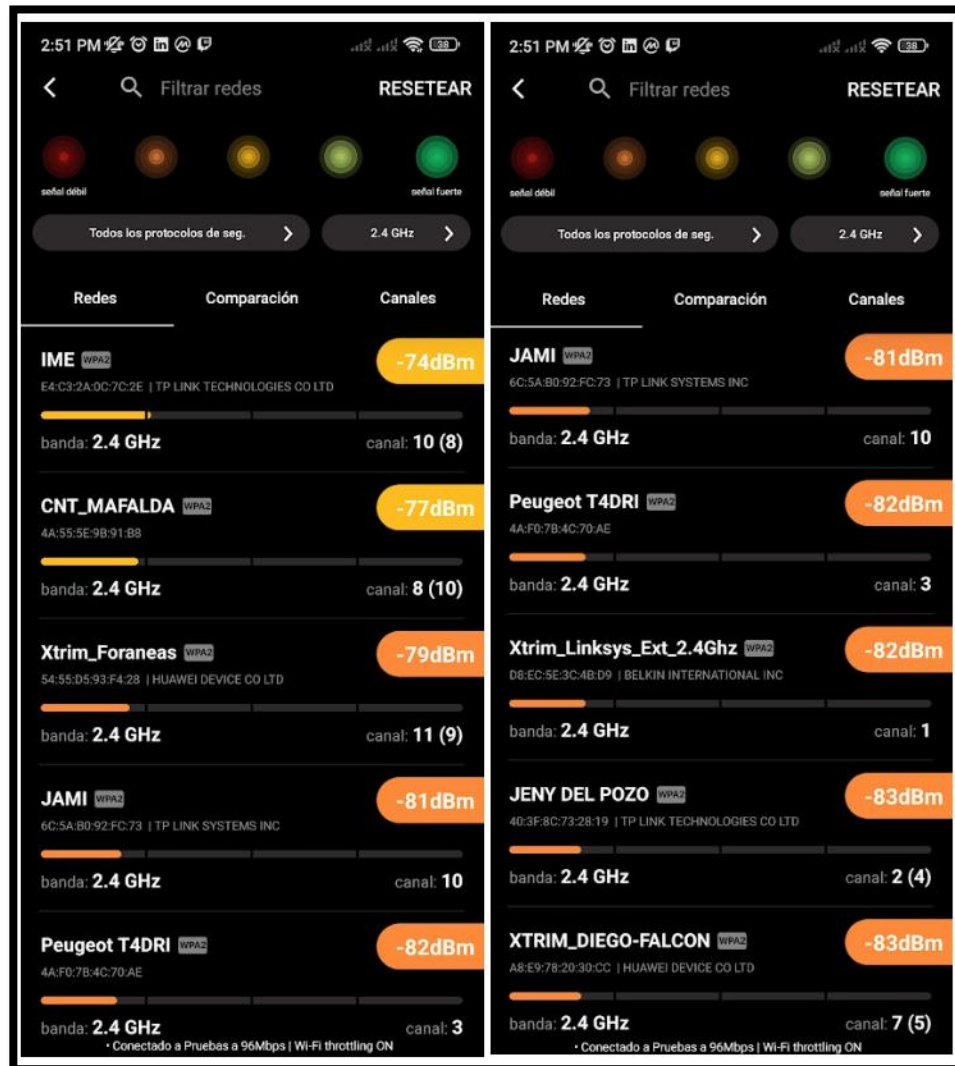 2:51 PM
38
Filtrar redes
RESETEAR
señal débil
señal fuerte
Todos los protocolos de seg.
2.4 GHz
Redes
Comparación
Canales
IME WPA2
-74dBm
E4:C3:2A:0C:7C:2E | TP LINK TECHNOLOGIES CO LTD
banda: 2.4 GHz
canal: 10 (8)
CNT_MAFALDA WPA2
-77dBm
4A:55:5E:9B:91:B8
banda: 2.4 GHz
canal: 8 (10)
Xtrim_Foraneas WPA2
-79dBm
54:55:D5:93:F4:28 | HUAWEI DEVICE CO LTD
banda: 2.4 GHz
canal: 11 (9)
JAMI WPA2
-81dBm
6C:5A:B0:92:FC:73 | TP LINK SYSTEMS INC
banda: 2.4 GHz
canal: 10
Peugeot T4DRI WPA2
-82dBm
4A:F0:7B:4C:70:AE
banda: 2.4 GHz
canal: 3
• Conectado a Pruebas a 96Mbps | Wi-Fi throttling ON
2:51 PM
38
Filtrar redes
RESETEAR
señal débil
señal fuerte
Todos los protocolos de seg.
2.4 GHz
Redes
Comparación
Canales
JAMI WPA2
-81dBm
6C:5A:B0:92:FC:73 | TP LINK SYSTEMS INC
banda: 2.4 GHz
canal: 10
Peugeot T4DRI WPA2
-82dBm
4A:F0:7B:4C:70:AE
banda: 2.4 GHz
canal: 3
Xtrim_Linksys_Ext_2.4Ghz WPA2
-82dBm
D8:EC:5E:3C:4B:D9 | BELKIN INTERNATIONAL INC
banda: 2.4 GHz
canal: 1
JENY DEL POZO WPA2
-83dBm
40:3F:8C:73:28:19 | TP LINK TECHNOLOGIES CO LTD
banda: 2.4 GHz
canal: 2 (4)
XTRIM_DIEGO-FALCON WPA2
-83dBm
A8:E9:78:20:30:CC | HUAWEI DEVICE CO LTD
banda: 2.4 GHz
canal: 7 (5)
• Conectado a Pruebas a 96Mbps | Wi-Fi throttling ON